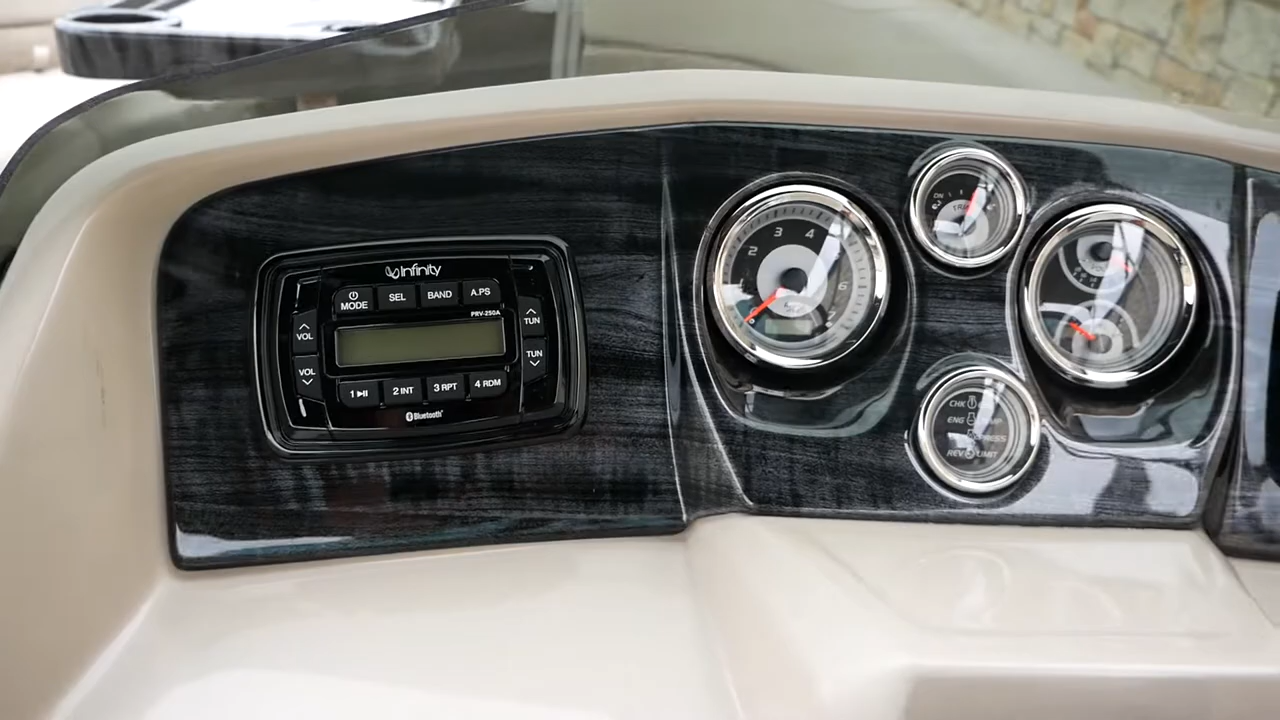 Infinity
MODE
SEL
BAND
A.PS
PRV-250A
VOL
TUN
VOL
TUN
1
2 INT
3 RPT
4 RDM
Bluetooth
2
3
4
6
CHK
ENG
REV LIMIT